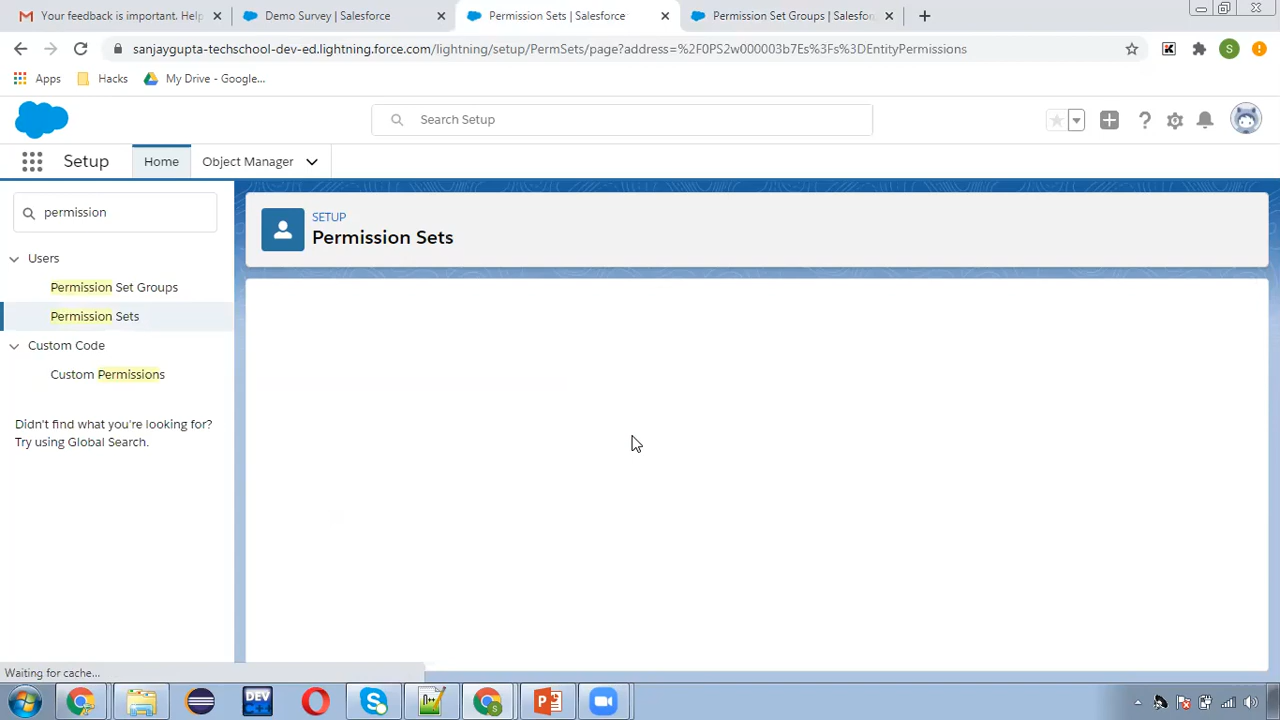 Your feedback is important. Help
Demo Survey | Salesforce
Permission Sets | Salesforce
Permission Set Groups | Salesfor
sanjaygupta-techschool-dev-ed.lightning.force.com/lightning/setup/PermSets/page?address=%2F0PS2w000003b7Es%3Fs%3DEntityPermissions
S
Apps
Hacks
My Drive - Google...
Search Setup
Setup
Home
Object Manager
permission
SETUP
Permission Sets
Users
Permission Set Groups
Permission Sets
Custom Code
Custom Permissions
Didn't find what you're looking for?
Try using Global Search.
Waiting for cache...
DEV
C++